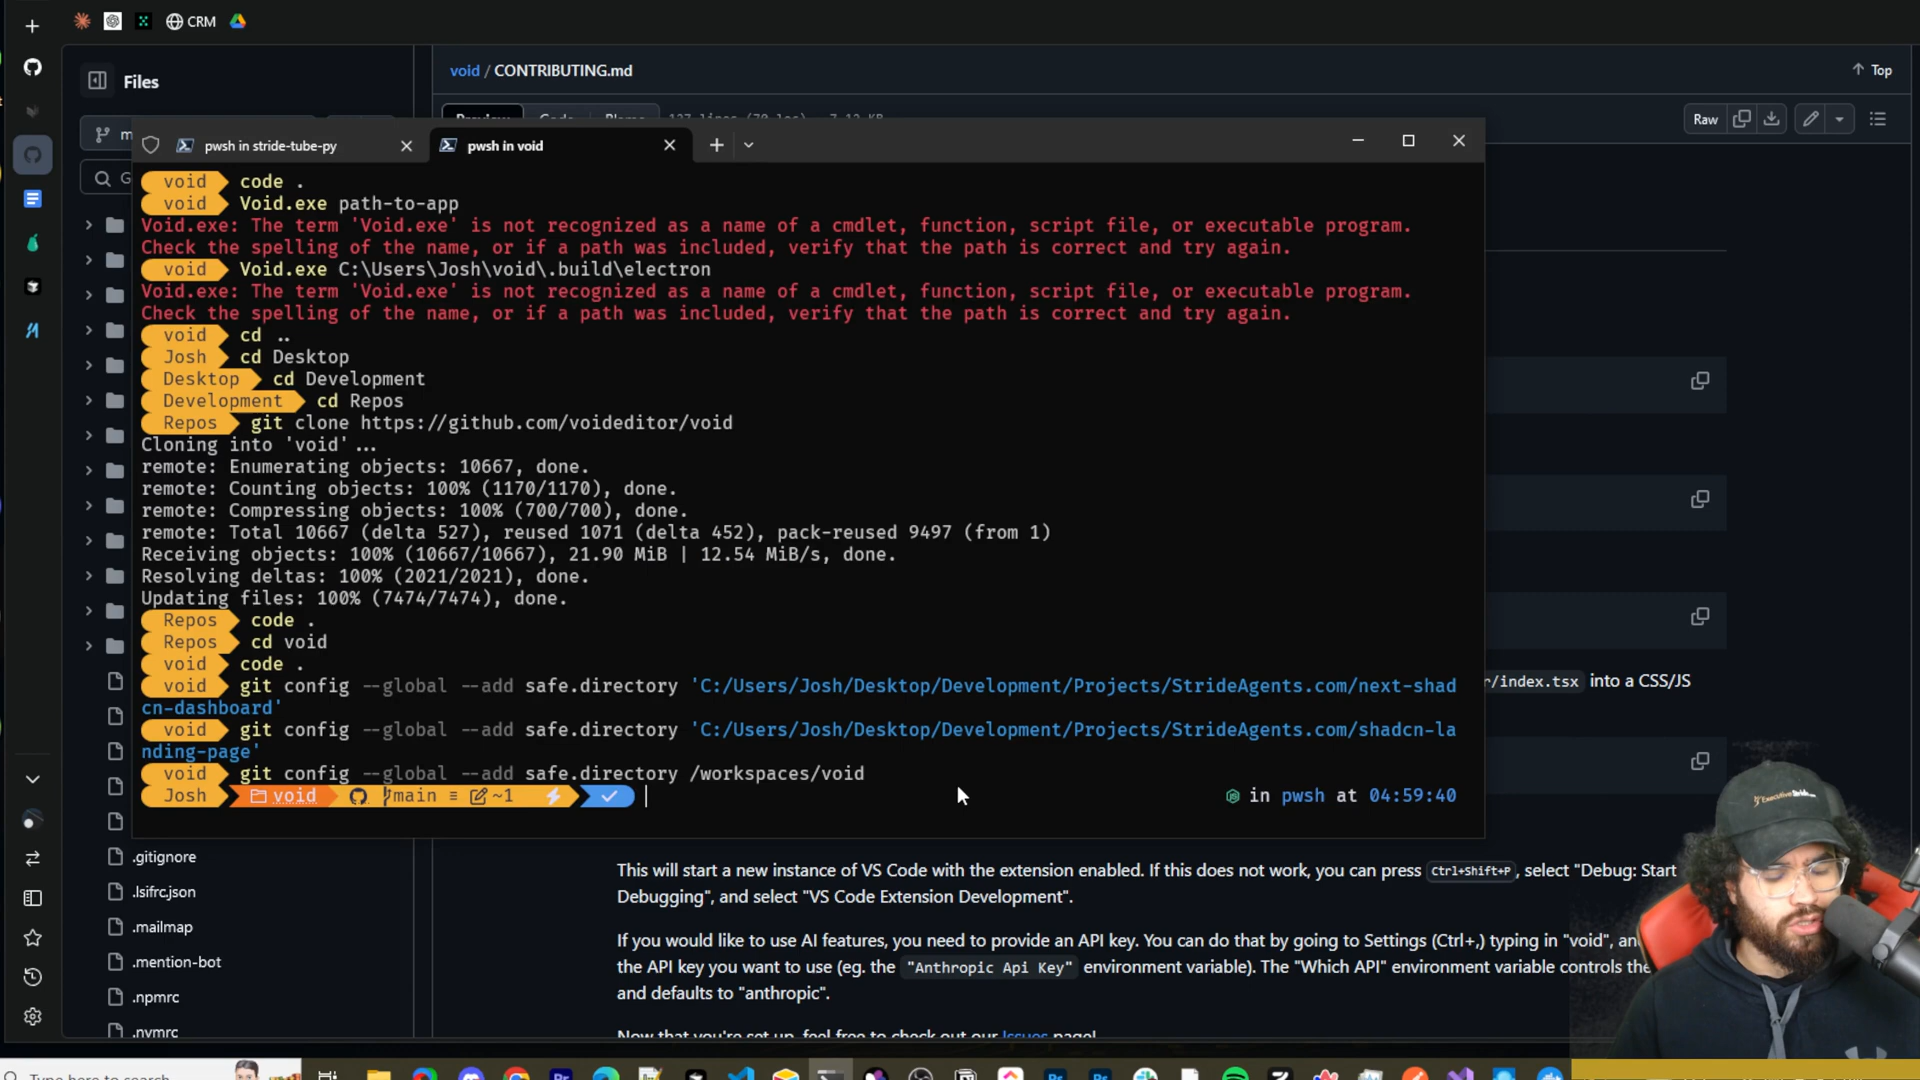 CRM
Files
void / CONTRIBUTING.md
Top
Raw
pwsh in stride-tube-py
pwsh in void
void code .
void Void.exe path-to-app
Void.exe: The term 'Void.exe' is not recognized as a name of a cmdlet, function, script file, or executable program.
Check the spelling of the name, or if a path was included, verify that the path is correct and try again.
void Void.exe C:\Users\Josh\void\.build\electron
Void.exe: The term 'Void.exe' is not recognized as a name of a cmdlet, function, script file, or executable program.
Check the spelling of the name, or if a path was included, verify that the path is correct and try again.
void cd ..
Josh cd Desktop
Desktop cd Development
Development cd Repos
Repos git clone https://github.com/voideditor/void
Cloning into 'void'...
remote: Enumerating objects: 10667, done.
remote: Counting objects: 100% (1170/1170), done.
remote: Compressing objects: 100% (700/700), done.
remote: Total 10667 (delta 527), reused 1071 (delta 452), pack-reused 9497 (from 1)
Receiving objects: 100% (10667/10667), 21.90 MiB | 12.54 MiB/s, done.
Resolving deltas: 100% (2021/2021), done.
Updating files: 100% (7474/7474), done.
Repos code .
Repos cd void
void code .
void git config --global --add safe.directory 'C:/Users/Josh/Desktop/Development/Projects/StrideAgents.com/next-shad
cn-dashboard'
void git config --global --add safe.directory 'C:/Users/Josh/Desktop/Development/Projects/StrideAgents.com/shadcn-la
nding-page'
void git config --global --add safe.directory /workspaces/void
Josh void main ≡ ~1 in pwsh at 04:59:40
r/index.tsx into a CSS/JS
.gitignore
.lsifrc.json
.mailmap
.mention-bot
.npmrc
.nvmrc
This will start a new instance of VS Code with the extension enabled. If this does not work, you can press Ctrl+Shift+P, select "Debug: Start
Debugging", and select "VS Code Extension Development".
If you would like to use AI features, you need to provide an API key. You can do that by going to Settings (Ctrl+,) typing in "void", an
the API key you want to use (eg. the "Anthropic Api Key" environment variable). The "Which API" environment variable controls the
and defaults to "anthropic".
Now that you're set up, feel free to check out our Issues page!
Type here to search